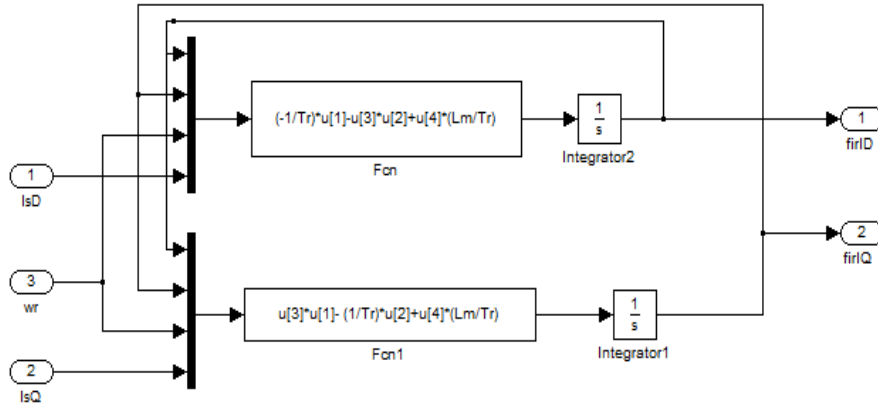 (-1/Tr)*u[1]-u[3]*u[2]+u[4]*(Lm/Tr)
Fcn
1
s
Integrator2
1
firID
1
IsD
2
firIQ
3
wr
u[3]*u[1]- (1/Tr)*u[2]+u[4]*(Lm/Tr)
Fcn1
1
s
Integrator1
2
IsQ